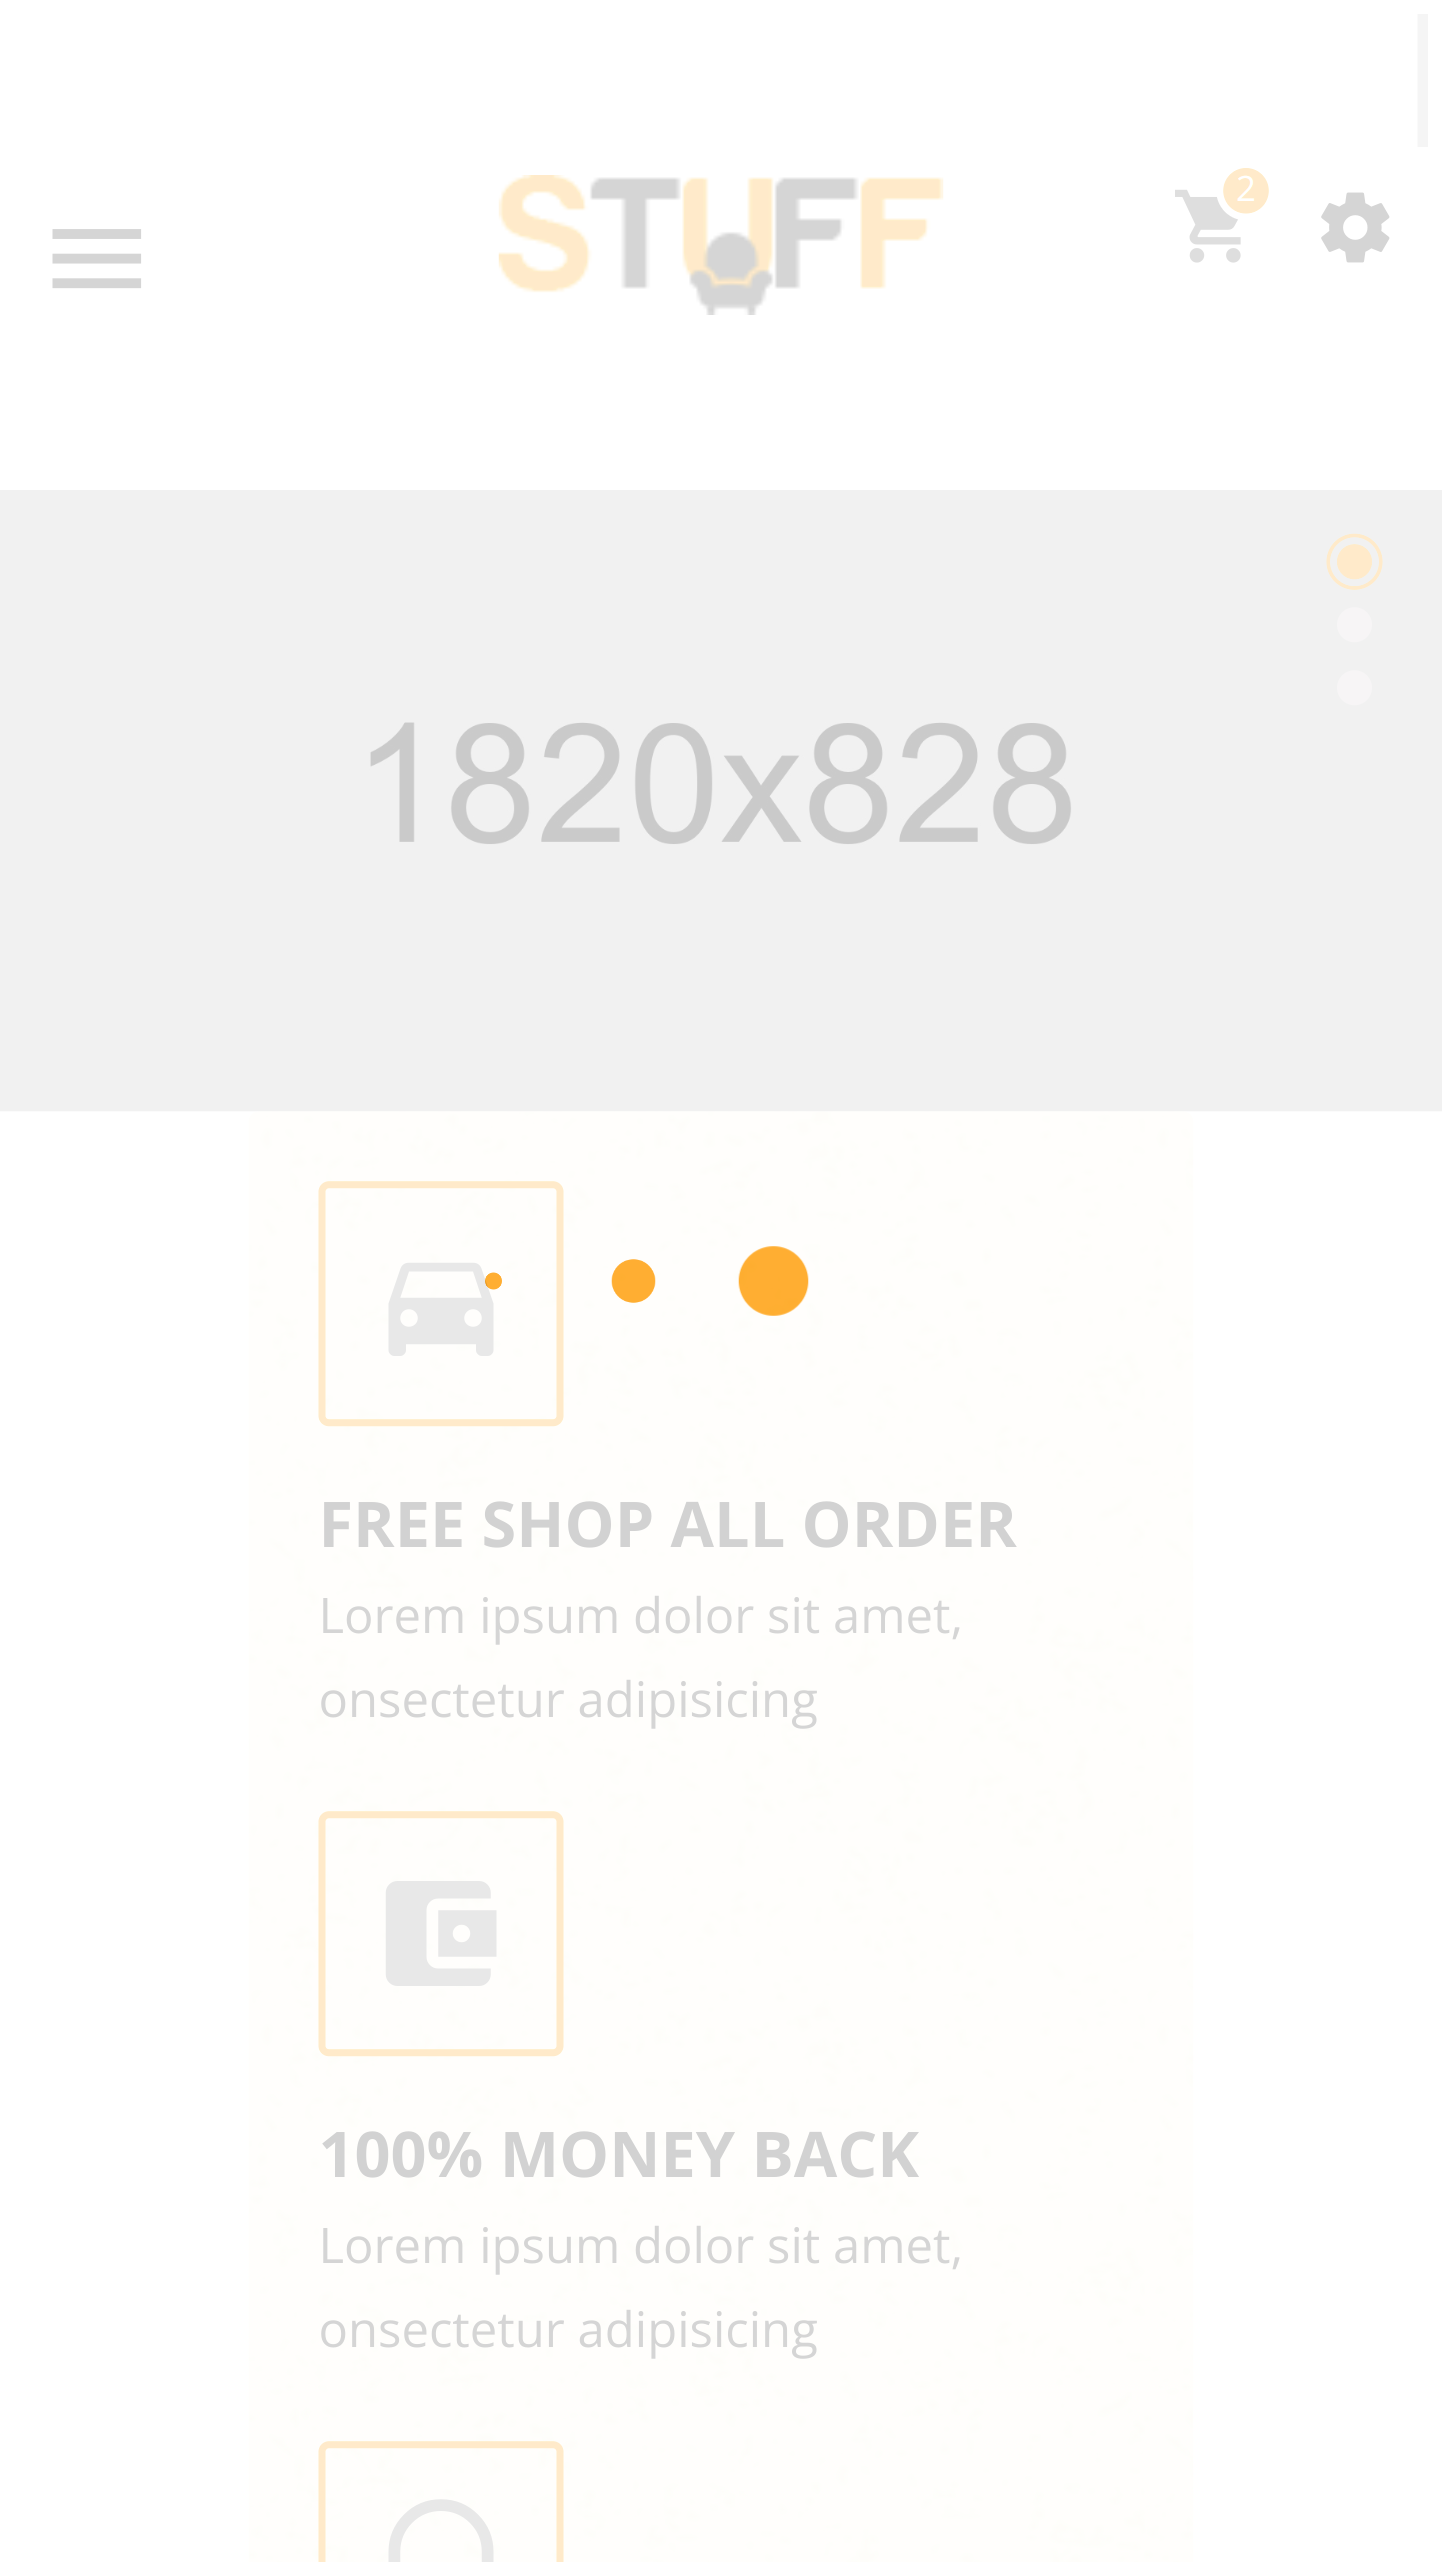 STUFF
2
1820x828
FREE SHOP ALL ORDER
Lorem ipsum dolor sit amet,
onsectetur adipisicing
100% MONEY BACK
Lorem ipsum dolor sit amet,
onsectetur adipisicing